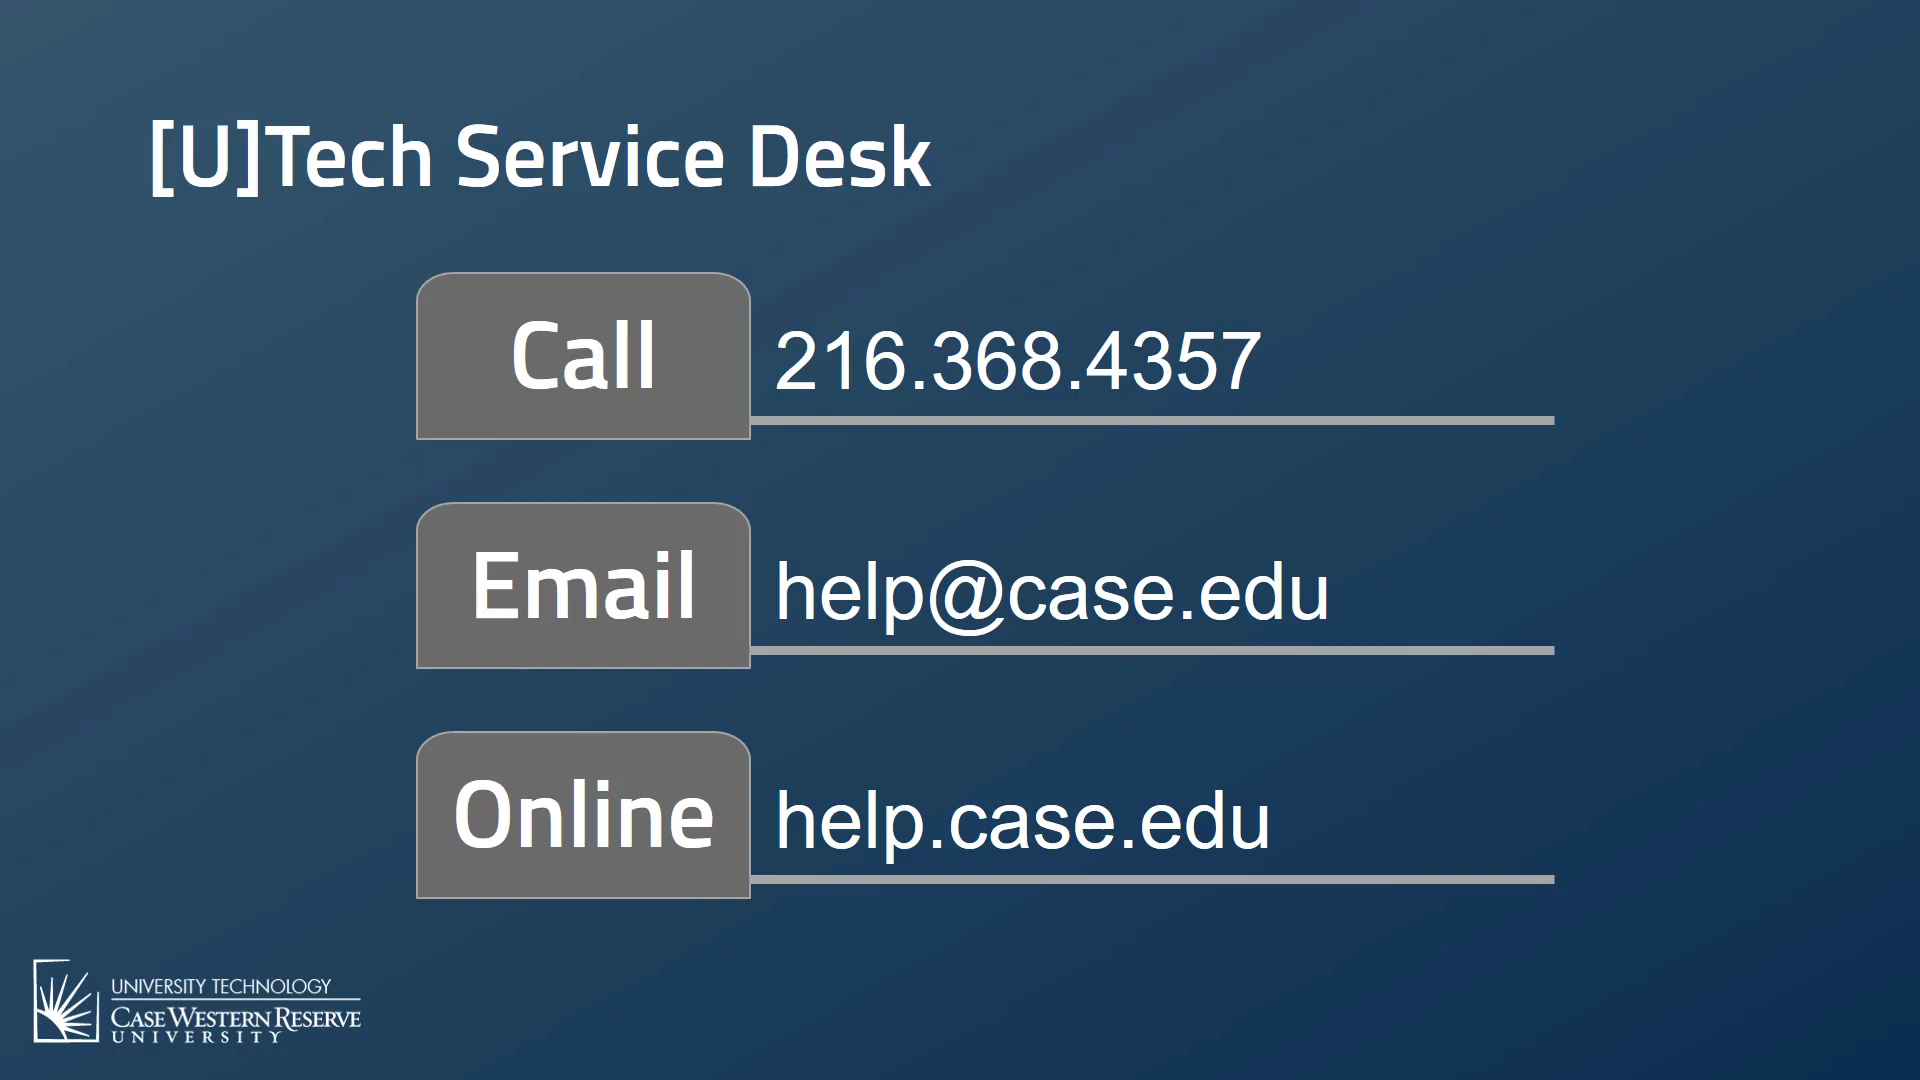 [U]Tech Service Desk
Call
216.368.4357
Email
help@case.edu
Online
help.case.edu
UNIVERSITY TECHNOLOGY
CASE WESTERN RESERVE
UNIVERSITY